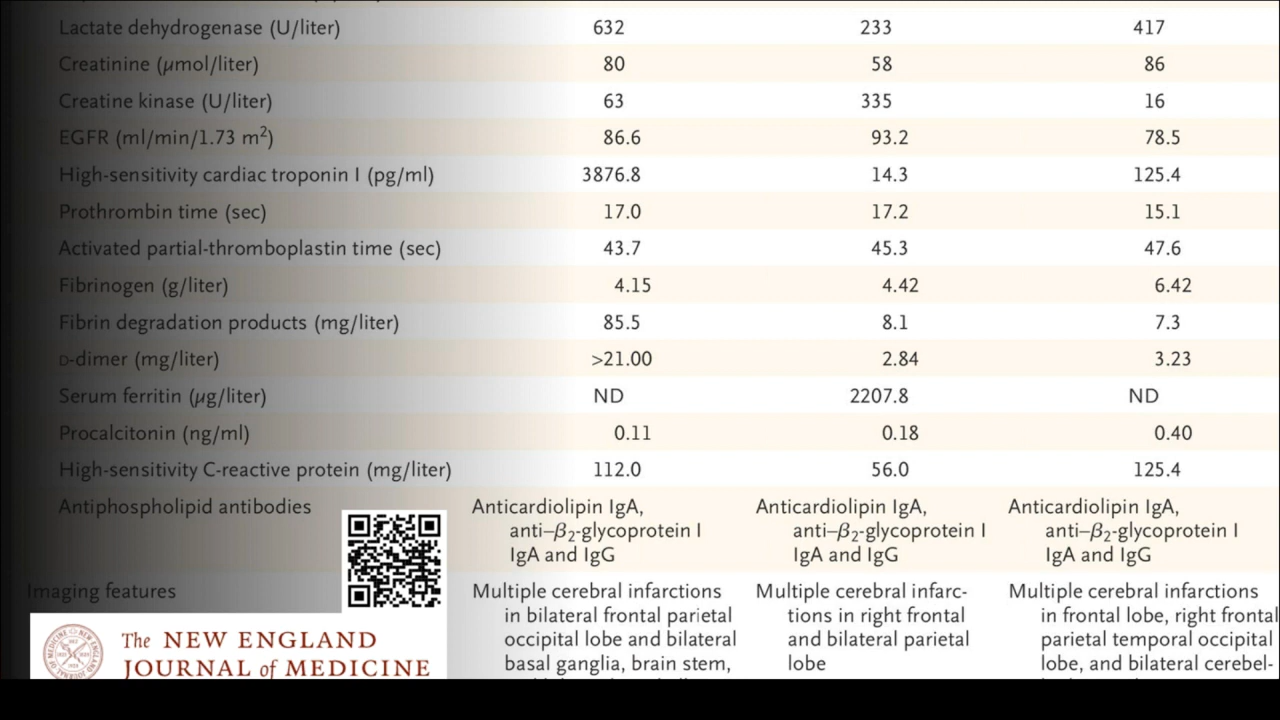 Lactate dehydrogenase (U/liter) 632 233 417
Creatinine (μmol/liter) 80 58 86
Creatine kinase (U/liter) 63 335 16
EGFR (ml/min/1.73 m²) 86.6 93.2 78.5
High-sensitivity cardiac troponin I (pg/ml) 3876.8 14.3 125.4
Prothrombin time (sec) 17.0 17.2 15.1
Activated partial-thromboplastin time (sec) 43.7 45.3 47.6
Fibrinogen (g/liter) 4.15 4.42 6.42
Fibrin degradation products (mg/liter) 85.5 8.1 7.3
D-dimer (mg/liter) >21.00 2.84 3.23
Serum ferritin (μg/liter) ND 2207.8 ND
Procalcitonin (ng/ml) 0.11 0.18 0.40
High-sensitivity C-reactive protein (mg/liter) 112.0 56.0 125.4
Antiphospholipid antibodies Anticardiolipin IgA, Anticardiolipin IgA, Anticardiolipin IgA,
anti–β₂-glycoprotein I anti–β₂-glycoprotein I anti–β₂-glycoprotein I
IgA and IgG IgA and IgG IgA and IgG
Imaging features Multiple cerebral infarctions Multiple cerebral infarc- Multiple cerebral infarctions
in bilateral frontal parietal tions in right frontal in frontal lobe, right frontal
occipital lobe and bilateral and bilateral parietal parietal temporal occipital
basal ganglia, brain stem, lobe lobe, and bilateral cerebel-
The NEW ENGLAND
JOURNAL of MEDICINE